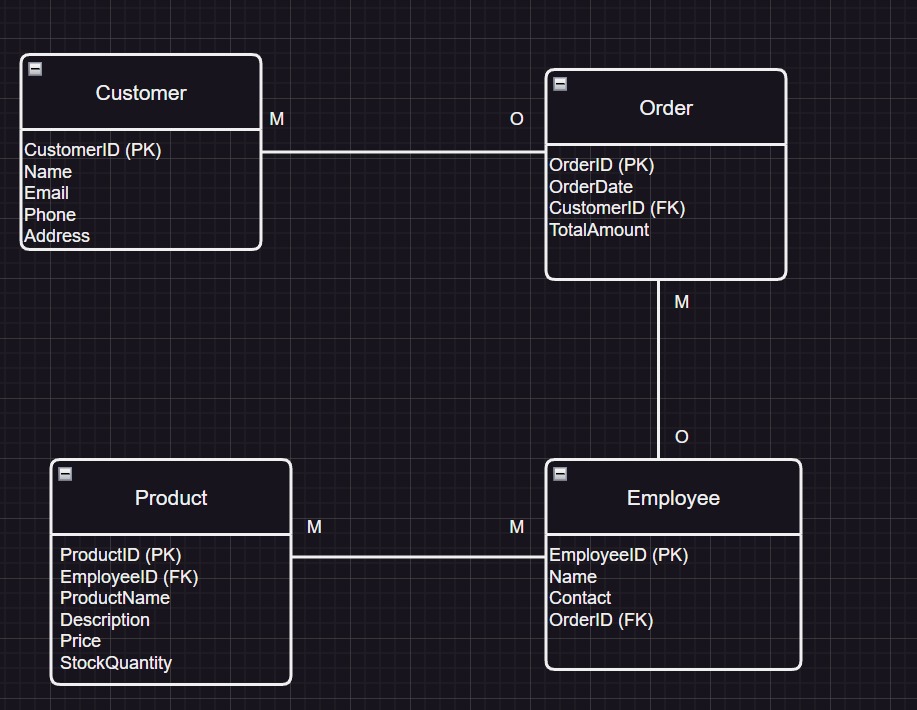 Customer
CustomerID (PK)
Name
Email
Phone
Address
M
O
Order
OrderID (PK)
OrderDate
CustomerID (FK)
TotalAmount
M
O
Product
ProductID (PK)
EmployeeID (FK)
ProductName
Description
Price
StockQuantity
M
M
Employee
EmployeeID (PK)
Name
Contact
OrderID (FK)